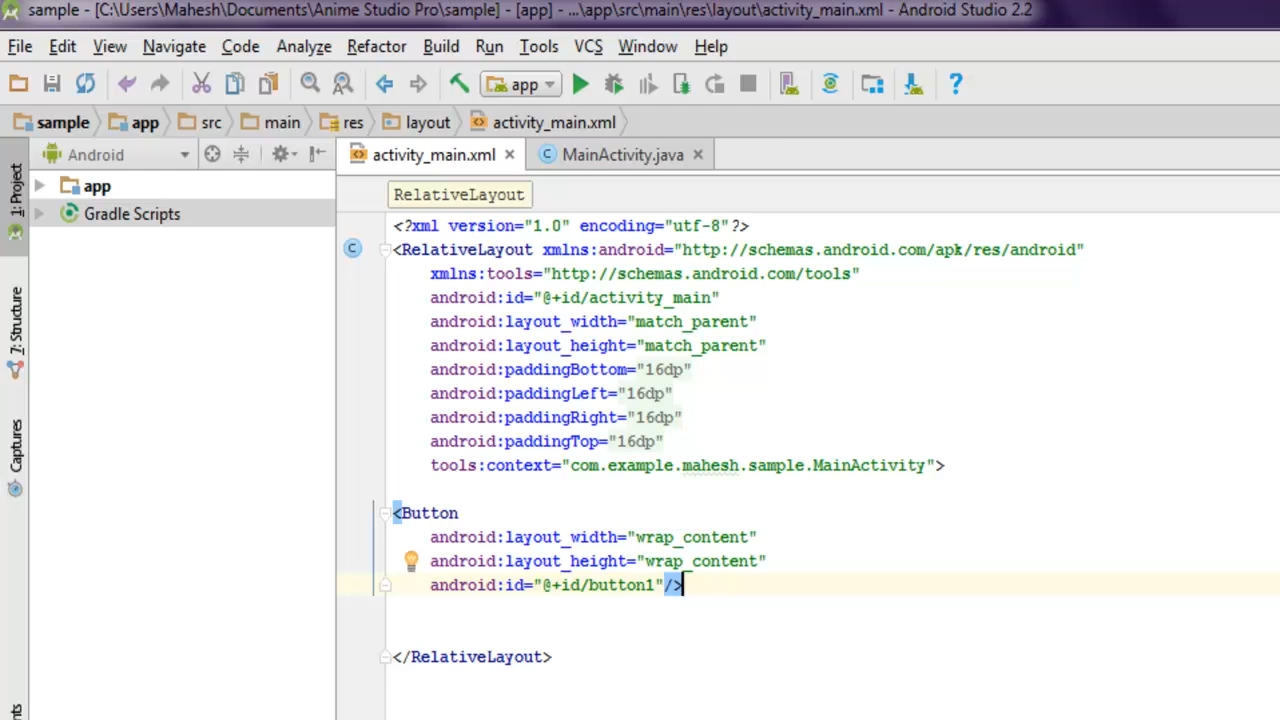 sample - [C:\Users\Mahesh\Documents\Anime Studio Pro\sample] - [app] - ...\app\src\main\res\layout\activity_main.xml - Android Studio 2.2
File Edit View Navigate Code Analyze Refactor Build Run Tools VCS Window Help
app
sample app src main res layout activity_main.xml
Android
activity_main.xml
MainActivity.java
1: Project
7: Structure
Captures
app
Gradle Scripts
RelativeLayout
<?xml version="1.0" encoding="utf-8"?>
<RelativeLayout xmlns:android="http://schemas.android.com/apk/res/android"
xmlns:tools="http://schemas.android.com/tools"
android:id="@+id/activity_main"
android:layout_width="match_parent"
android:layout_height="match_parent"
android:paddingBottom="16dp"
android:paddingLeft="16dp"
android:paddingRight="16dp"
android:paddingTop="16dp"
tools:context="com.example.mahesh.sample.MainActivity">
<Button
android:layout_width="wrap_content"
android:layout_height="wrap_content"
android:id="@+id/button1"/>
</RelativeLayout>